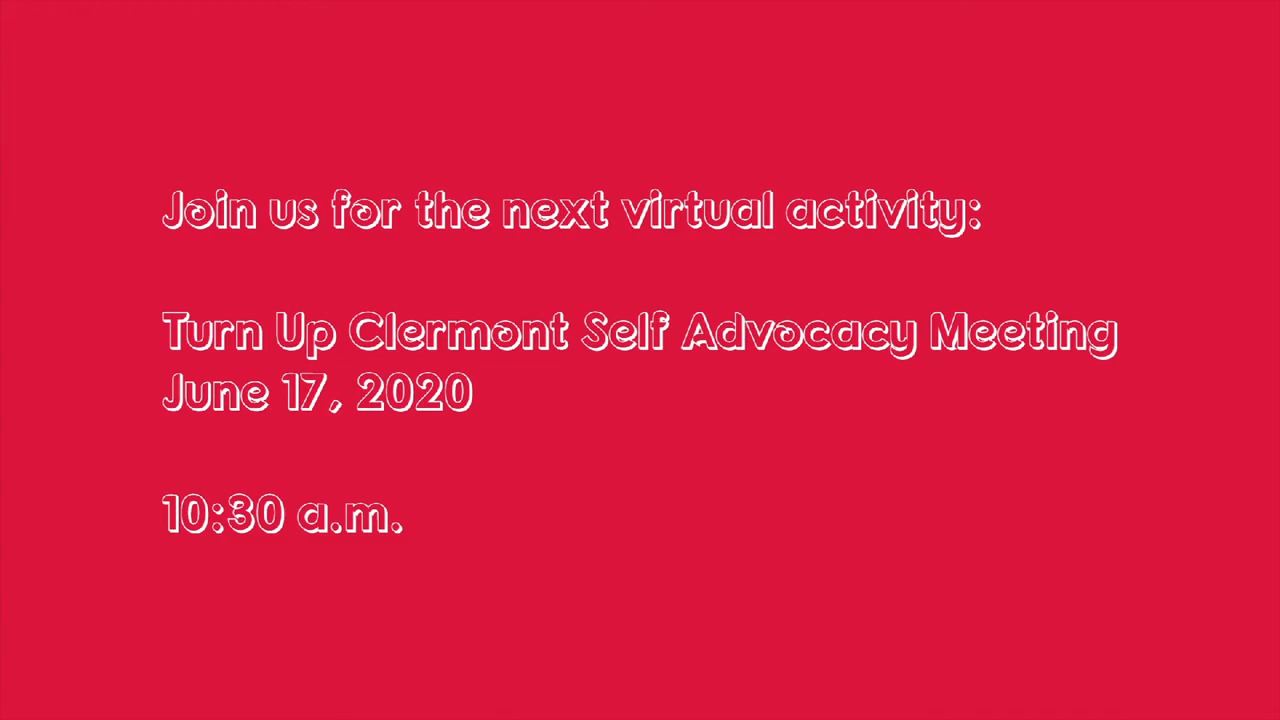 Join us for the next virtual activity:
Turn Up Clermont Self Advocacy Meeting
June 17, 2020
10:30 a.m.